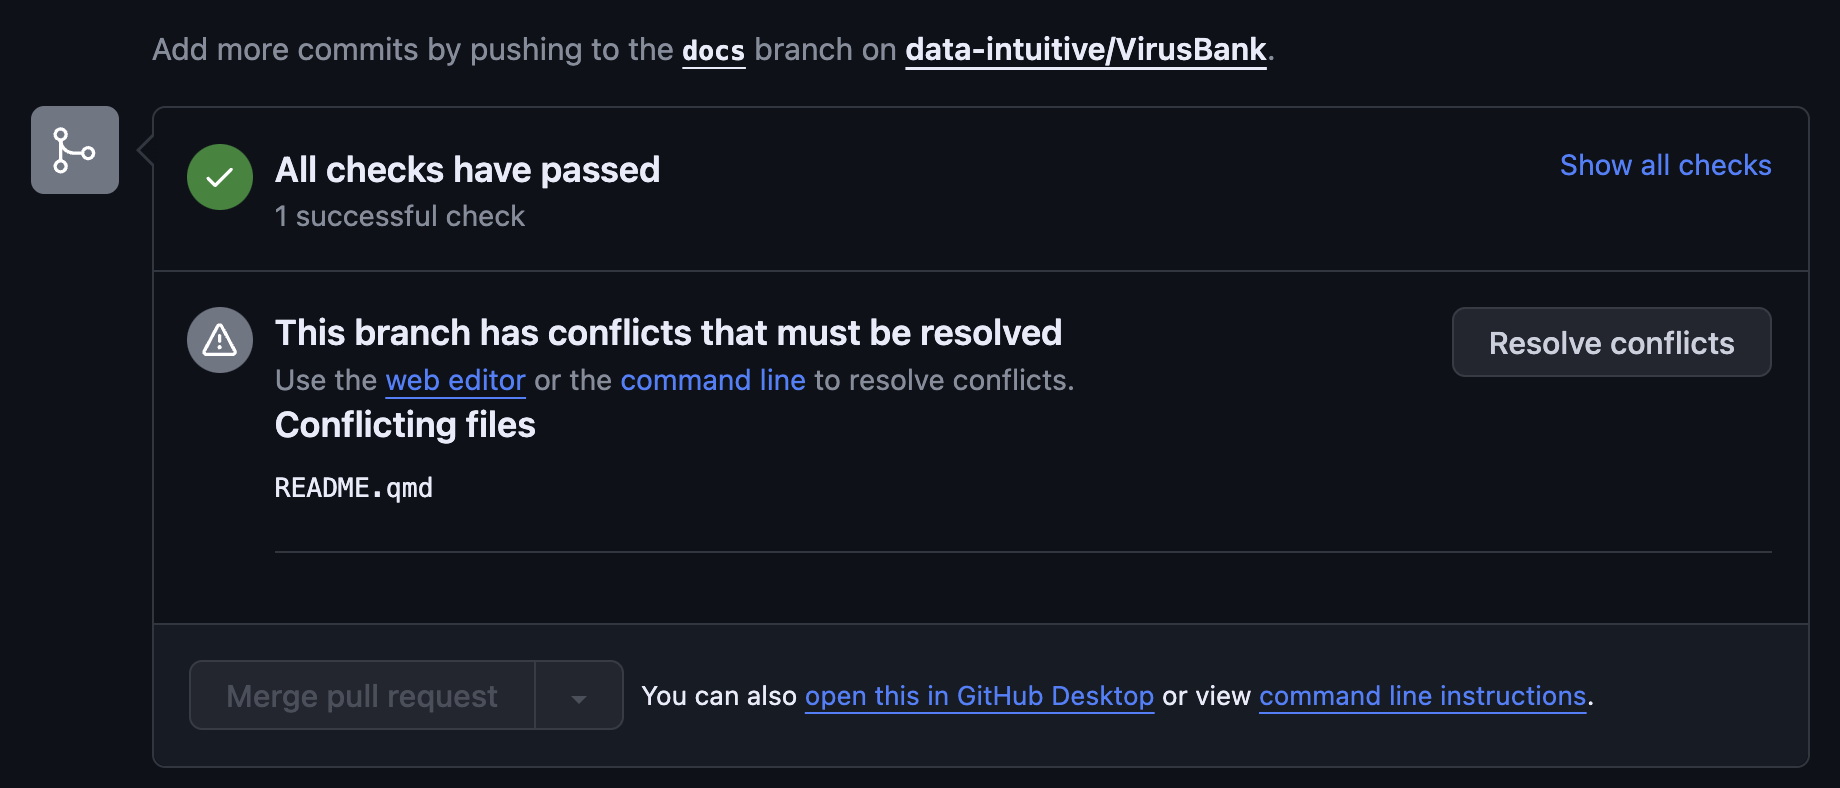 Add more commits by pushing to the docs branch on data-intuitive/VirusBank.
All checks have passed
Show all checks
1 successful check
This branch has conflicts that must be resolved
Resolve conflicts
Use the web editor or the command line to resolve conflicts.
Conflicting files
README.qmd
Merge pull request
You can also open this in GitHub Desktop or view command line instructions.